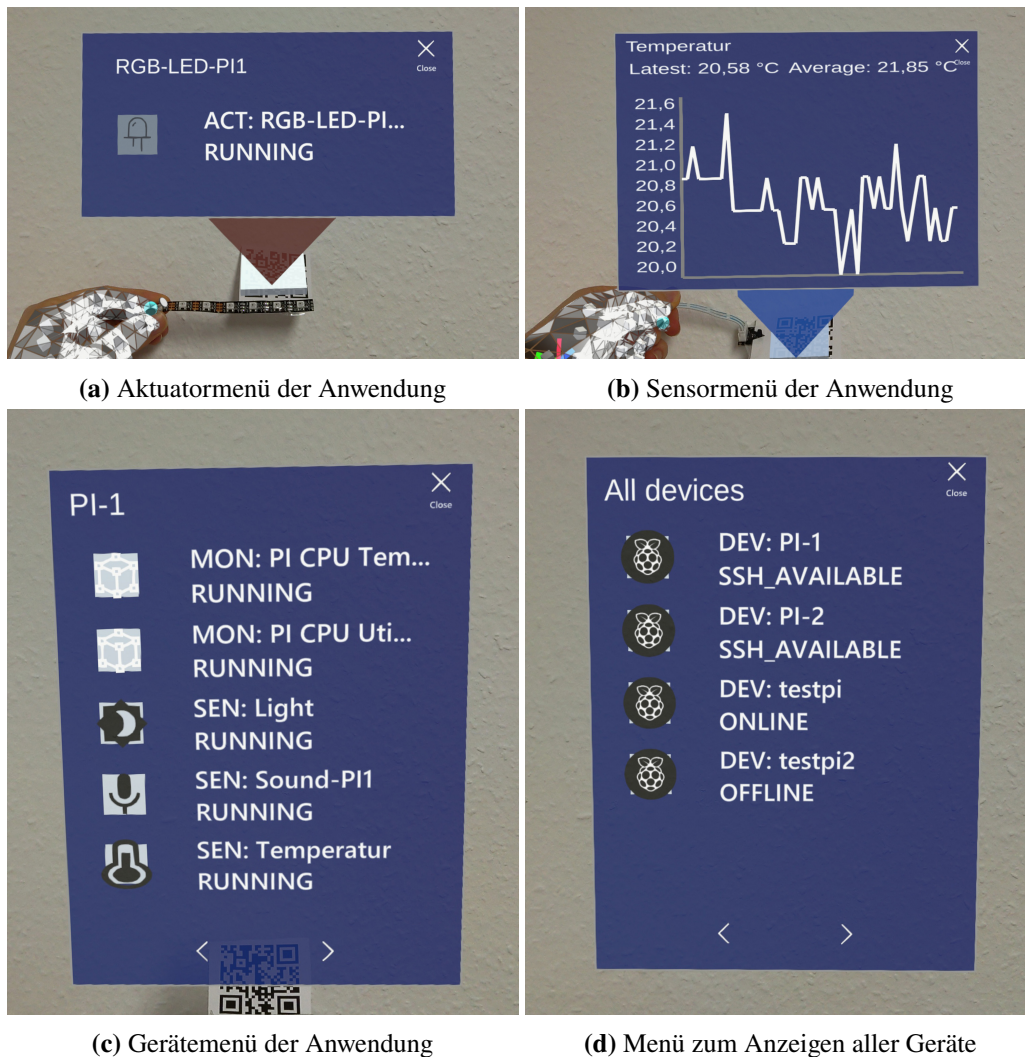 RGB-LED-PI1
Close
ACT: RGB-LED-PI...
RUNNING
(a) Aktuatormenü der Anwendung
Temperatur
Close
Latest: 20,58 °C Average: 21,85 °C
21,6
21,4
21,2
21,0
20,8
20,6
20,4
20,2
20,0
(b) Sensormenü der Anwendung
PI-1
Close
MON: PI CPU Tem...
RUNNING
MON: PI CPU Uti...
RUNNING
SEN: Light
RUNNING
SEN: Sound-PI1
RUNNING
SEN: Temperatur
RUNNING
(c) Gerätemenü der Anwendung
All devices
Close
DEV: PI-1
SSH_AVAILABLE
DEV: PI-2
SSH_AVAILABLE
DEV: testpi
ONLINE
DEV: testpi2
OFFLINE
(d) Menü zum Anzeigen aller Geräte